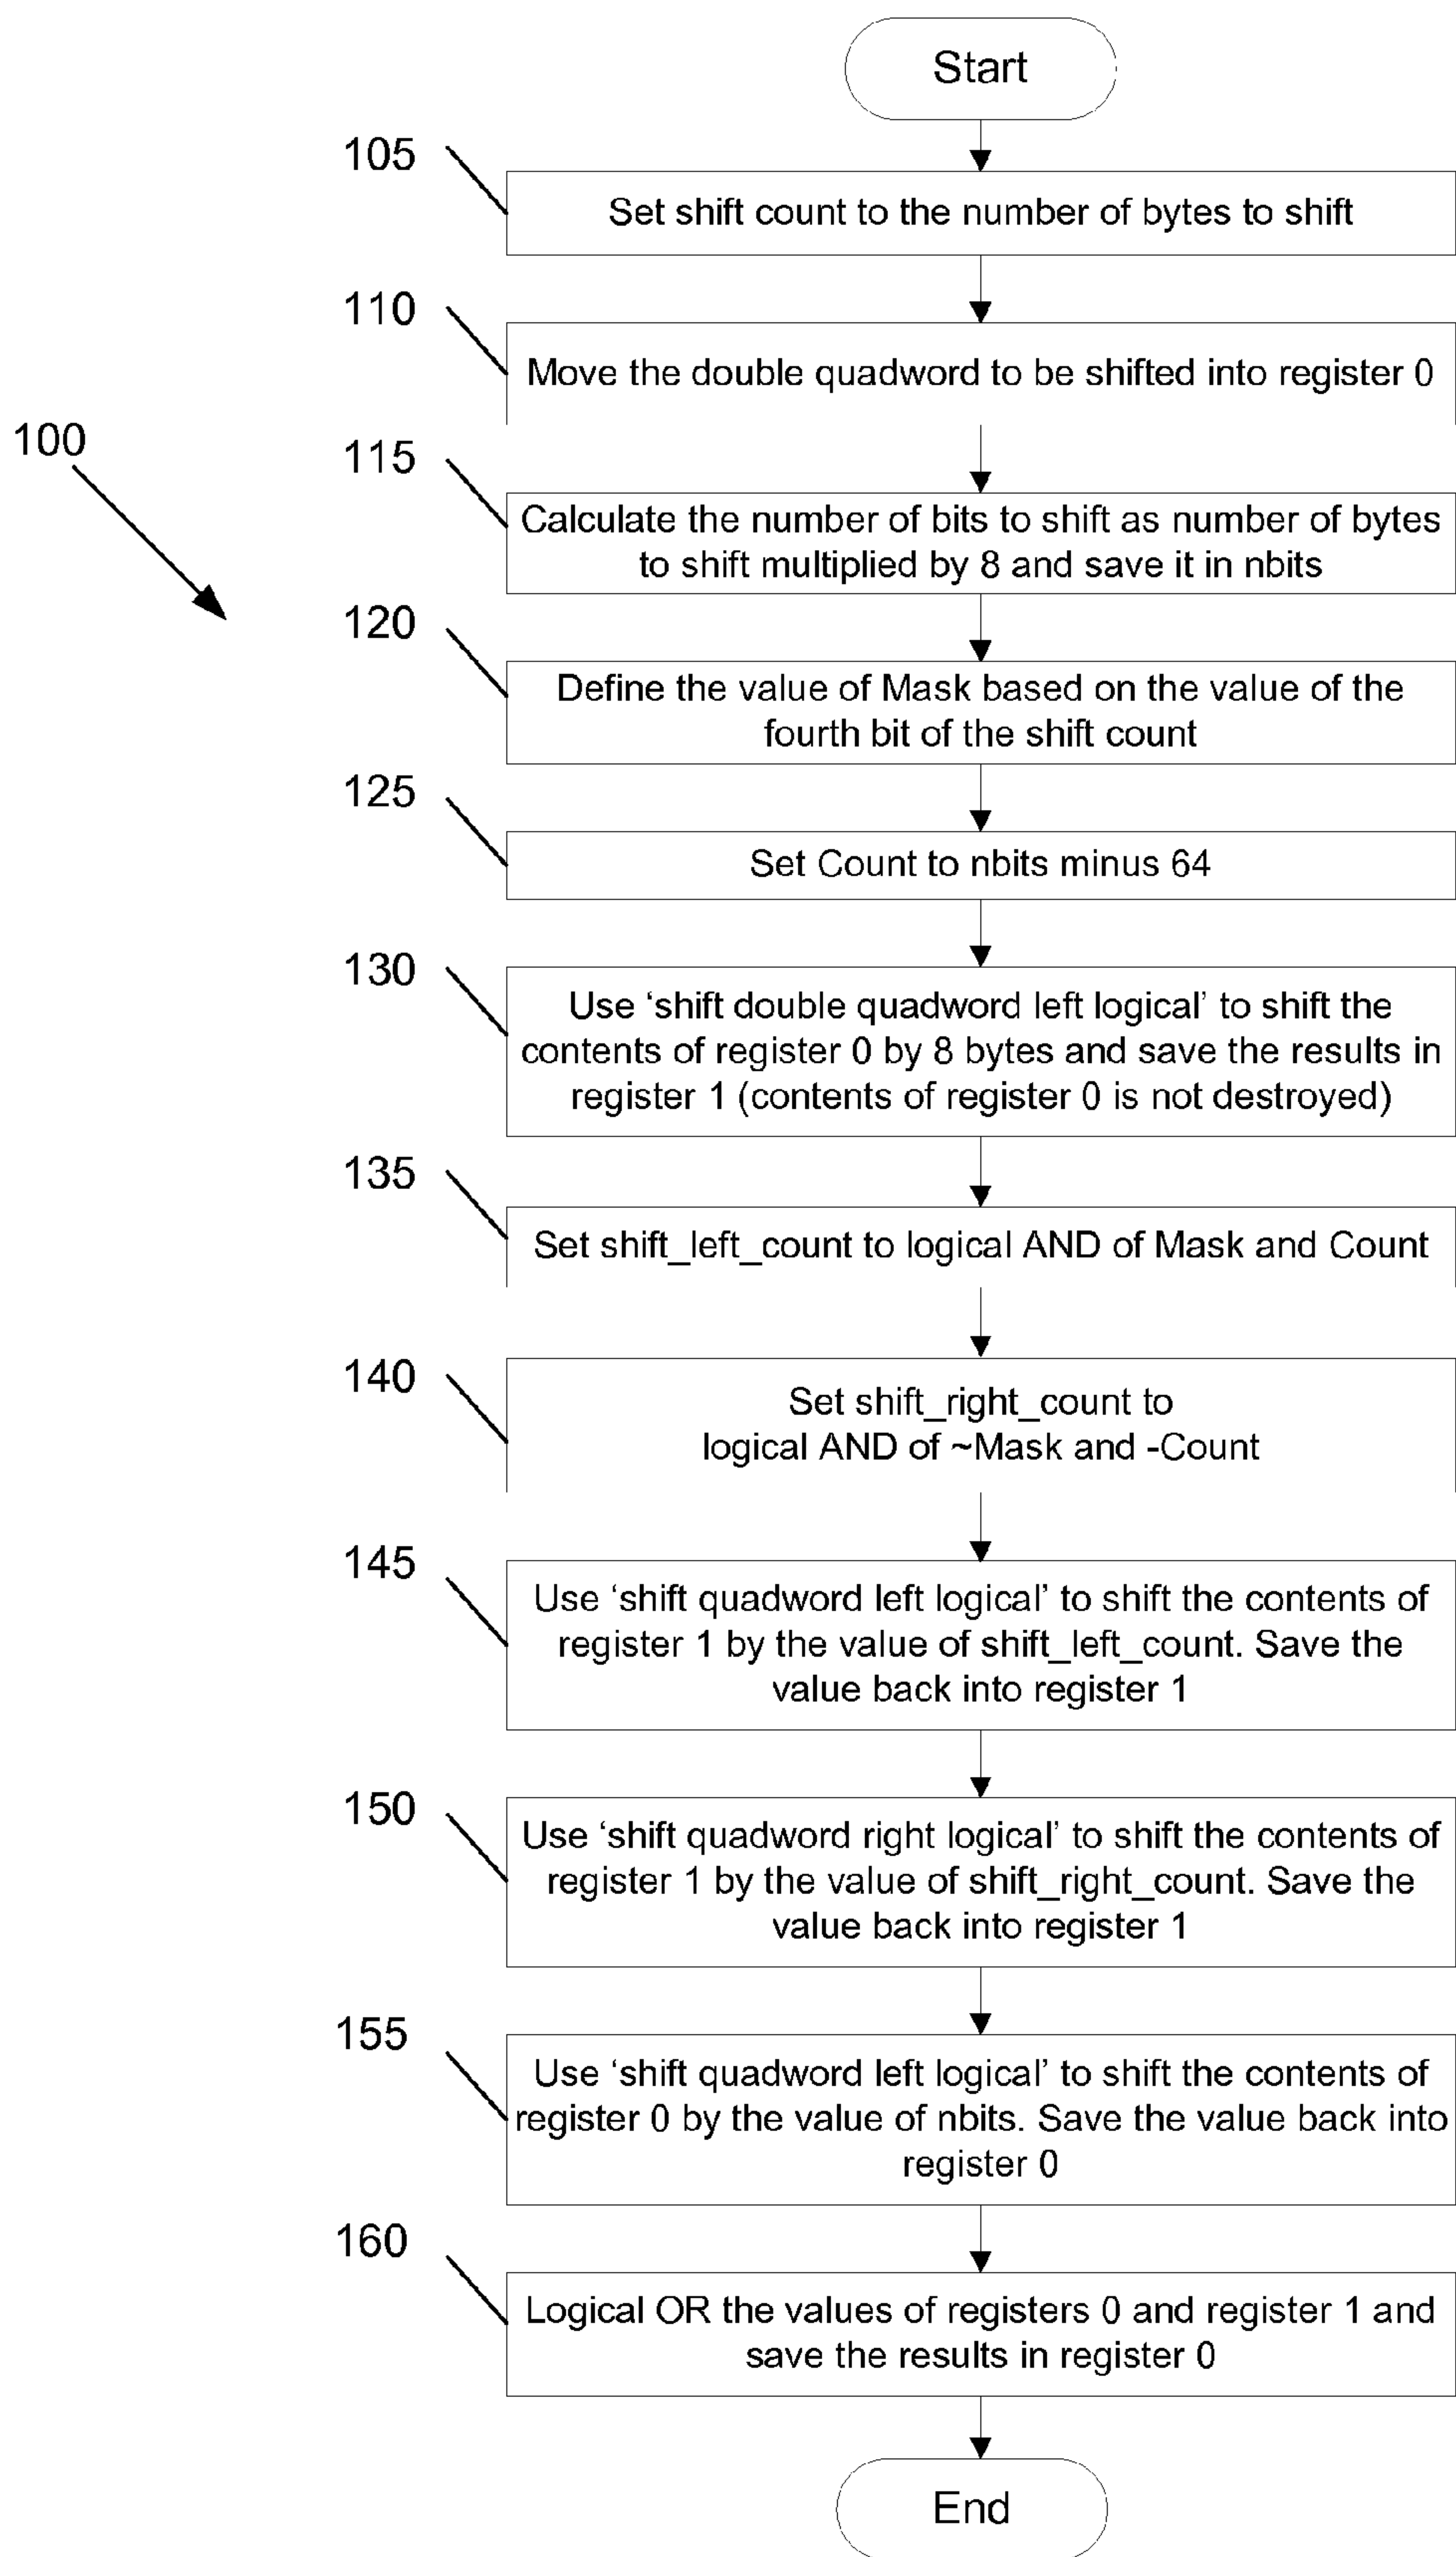 Start
105
Set shift count to the number of bytes to shift
110
Move the double quadword to be shifted into register 0
100
115
Calculate the number of bits to shift as number of bytes
to shift multiplied by 8 and save it in nbits
120
Define the value of Mask based on the value of the
fourth bit of the shift count
125
Set Count to nbits minus 64
130
Use ‘shift double quadword left logical’ to shift the
contents of register 0 by 8 bytes and save the results in
register 1 (contents of register 0 is not destroyed)
135
Set shift_left_count to logical AND of Mask and Count
140
Set shift_right_count to
logical AND of ~Mask and -Count
145
Use ‘shift quadword left logical’ to shift the contents of
register 1 by the value of shift_left_count. Save the
value back into register 1
150
Use ‘shift quadword right logical’ to shift the contents of
register 1 by the value of shift_right_count. Save the
value back into register 1
155
Use ‘shift quadword left logical’ to shift the contents of
register 0 by the value of nbits. Save the value back into
register 0
160
Logical OR the values of registers 0 and register 1 and
save the results in register 0
End